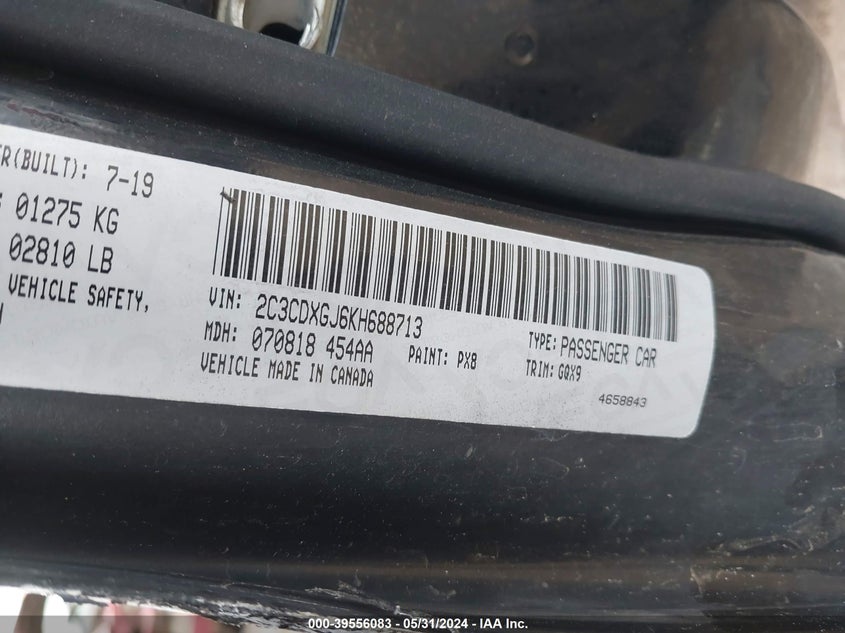 (BUILT): 7-19
01275 KG
02810 LB
VEHICLE SAFETY,
VIN: 2C3CDXGJ6KH688713
MDH: 070818 454AA
PAINT: PX8
TYPE: PASSENGER CAR
VEHICLE MADE IN CANADA
TRIM: GQX9
4658843
000-39556083 - 05/31/2024 - IAA Inc.